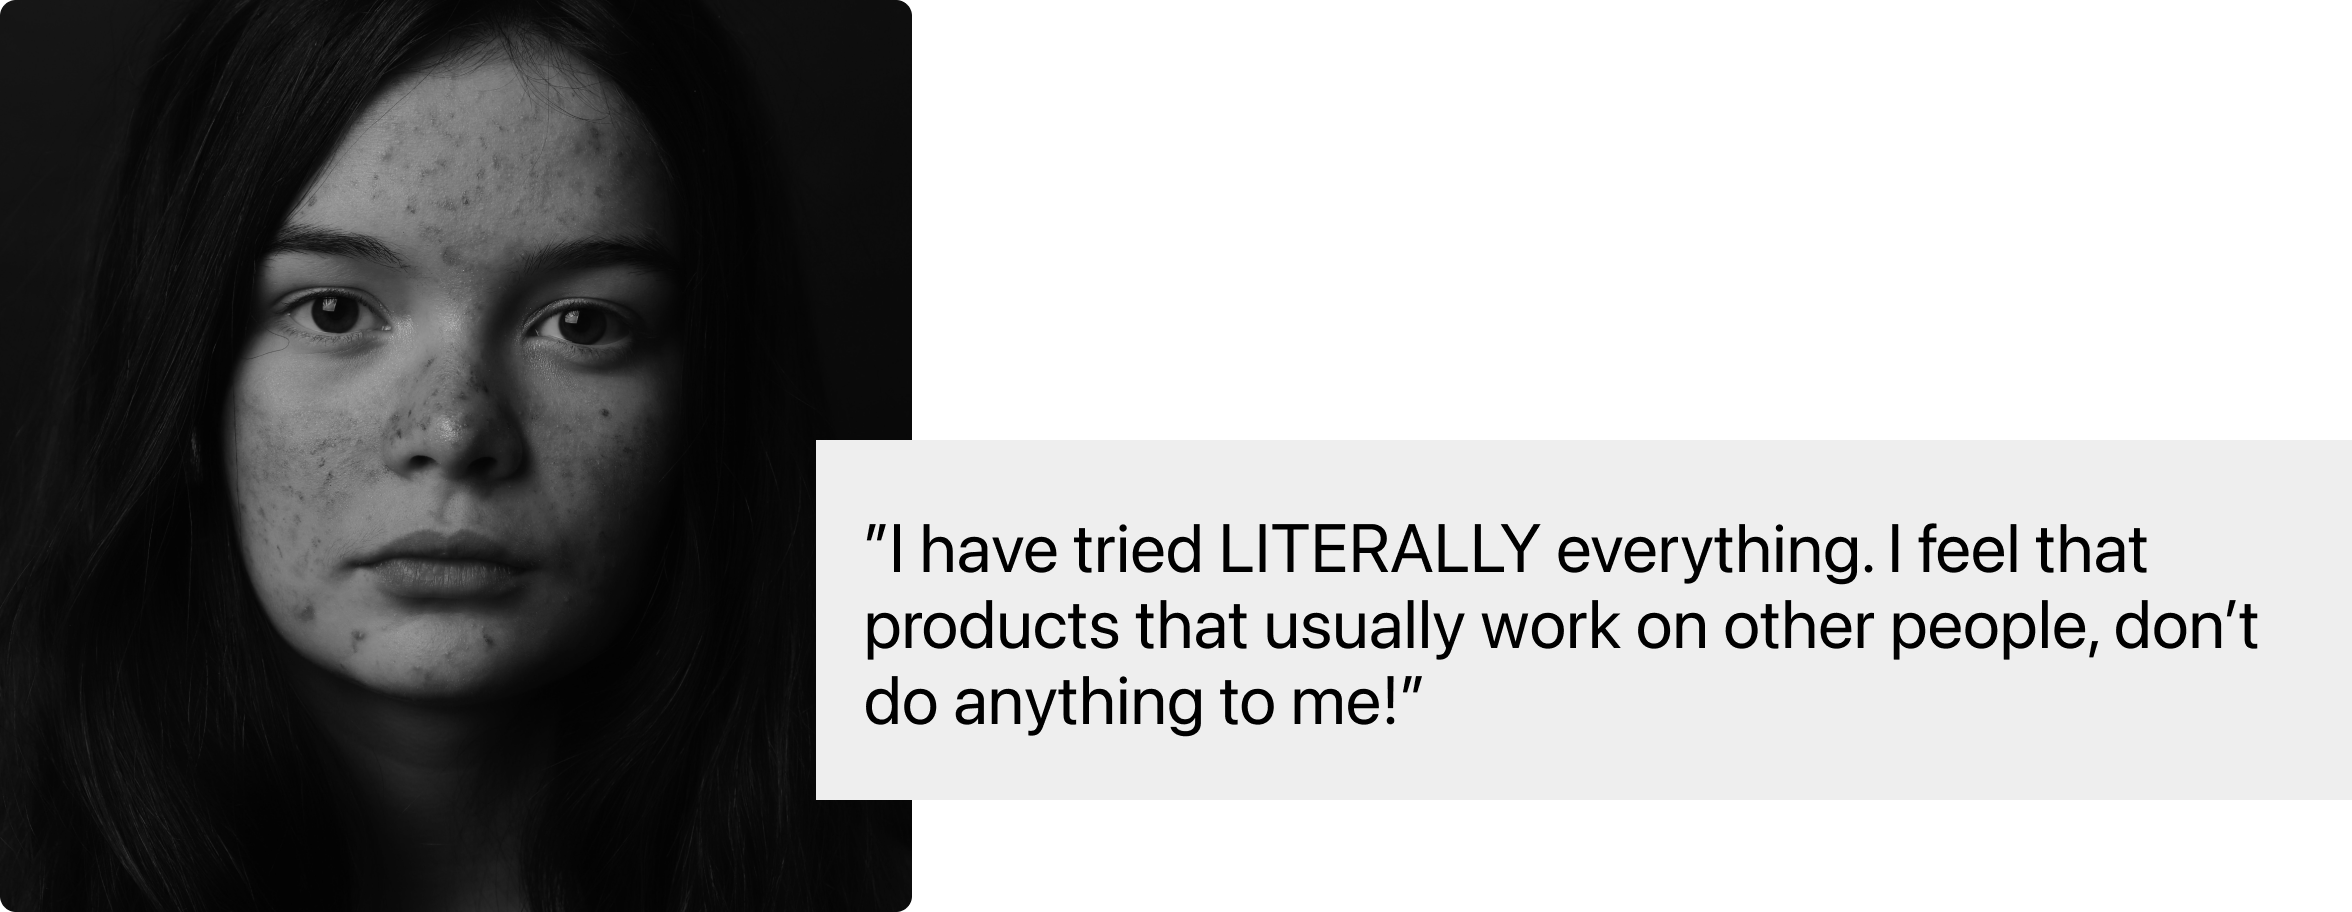 "I have tried LITERALLY everything. I feel that
products that usually work on other people, don’t
do anything to me!"